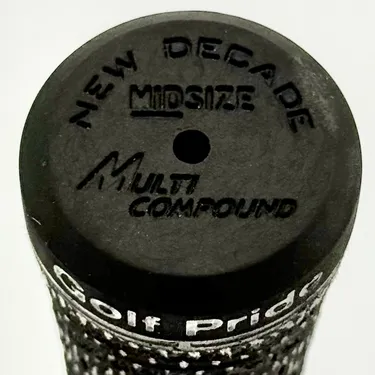 NEW DECADE
MIDSIZE
MULTI
COMPOUND
Golf Pride